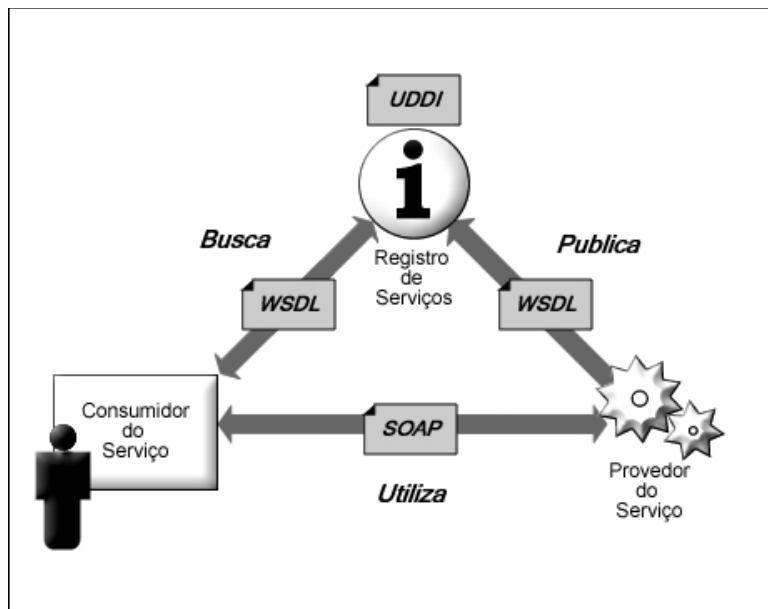 UDDI
Busca
Publica
Registro
de
Serviços
WSDL
WSDL
Consumidor
do
Serviço
SOAP
Utiliza
Provedor
do
Serviço